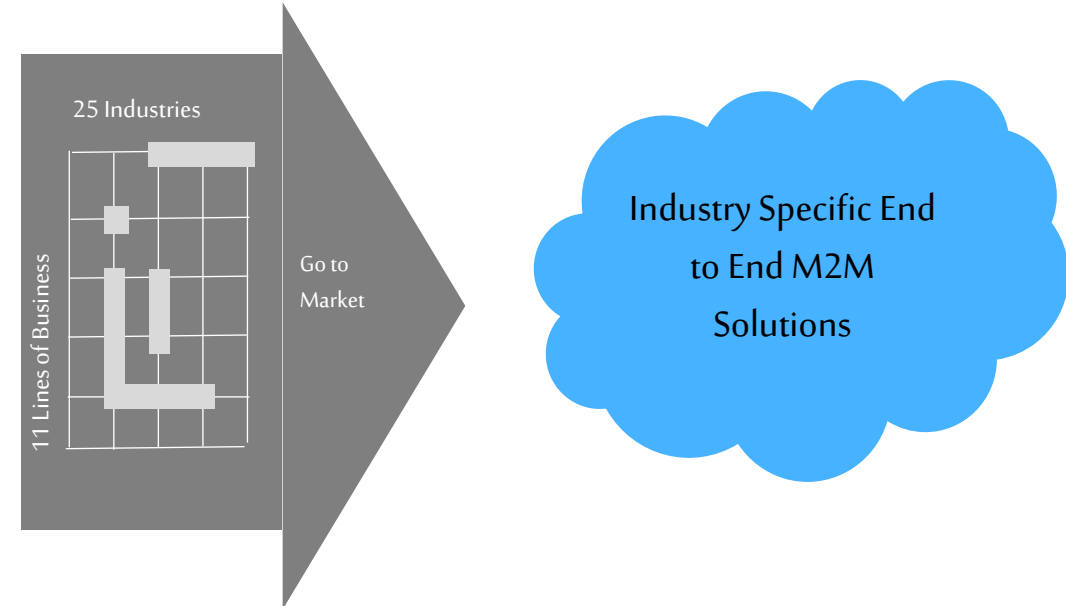 25 Industries
11 Lines of Business
Go to
Market
Industry Specific End
to End M2M
Solutions